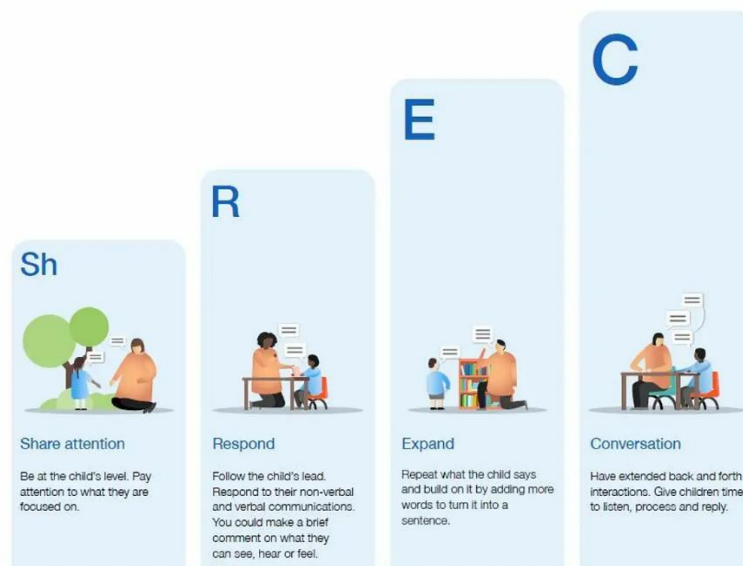 Sh
Share attention
Be at the child's level. Pay
attention to what they are
focused on.
R
Respond
Follow the child's lead.
Respond to their non-verbal
and verbal communications.
You could make a brief
comment on what they
can see, hear or feel.
E
Expand
Repeat what the child says
and build on it by adding more
words to turn it into a
sentence.
C
Conversation
Have extended back and forth
interactions. Give children time
to listen, process and reply.